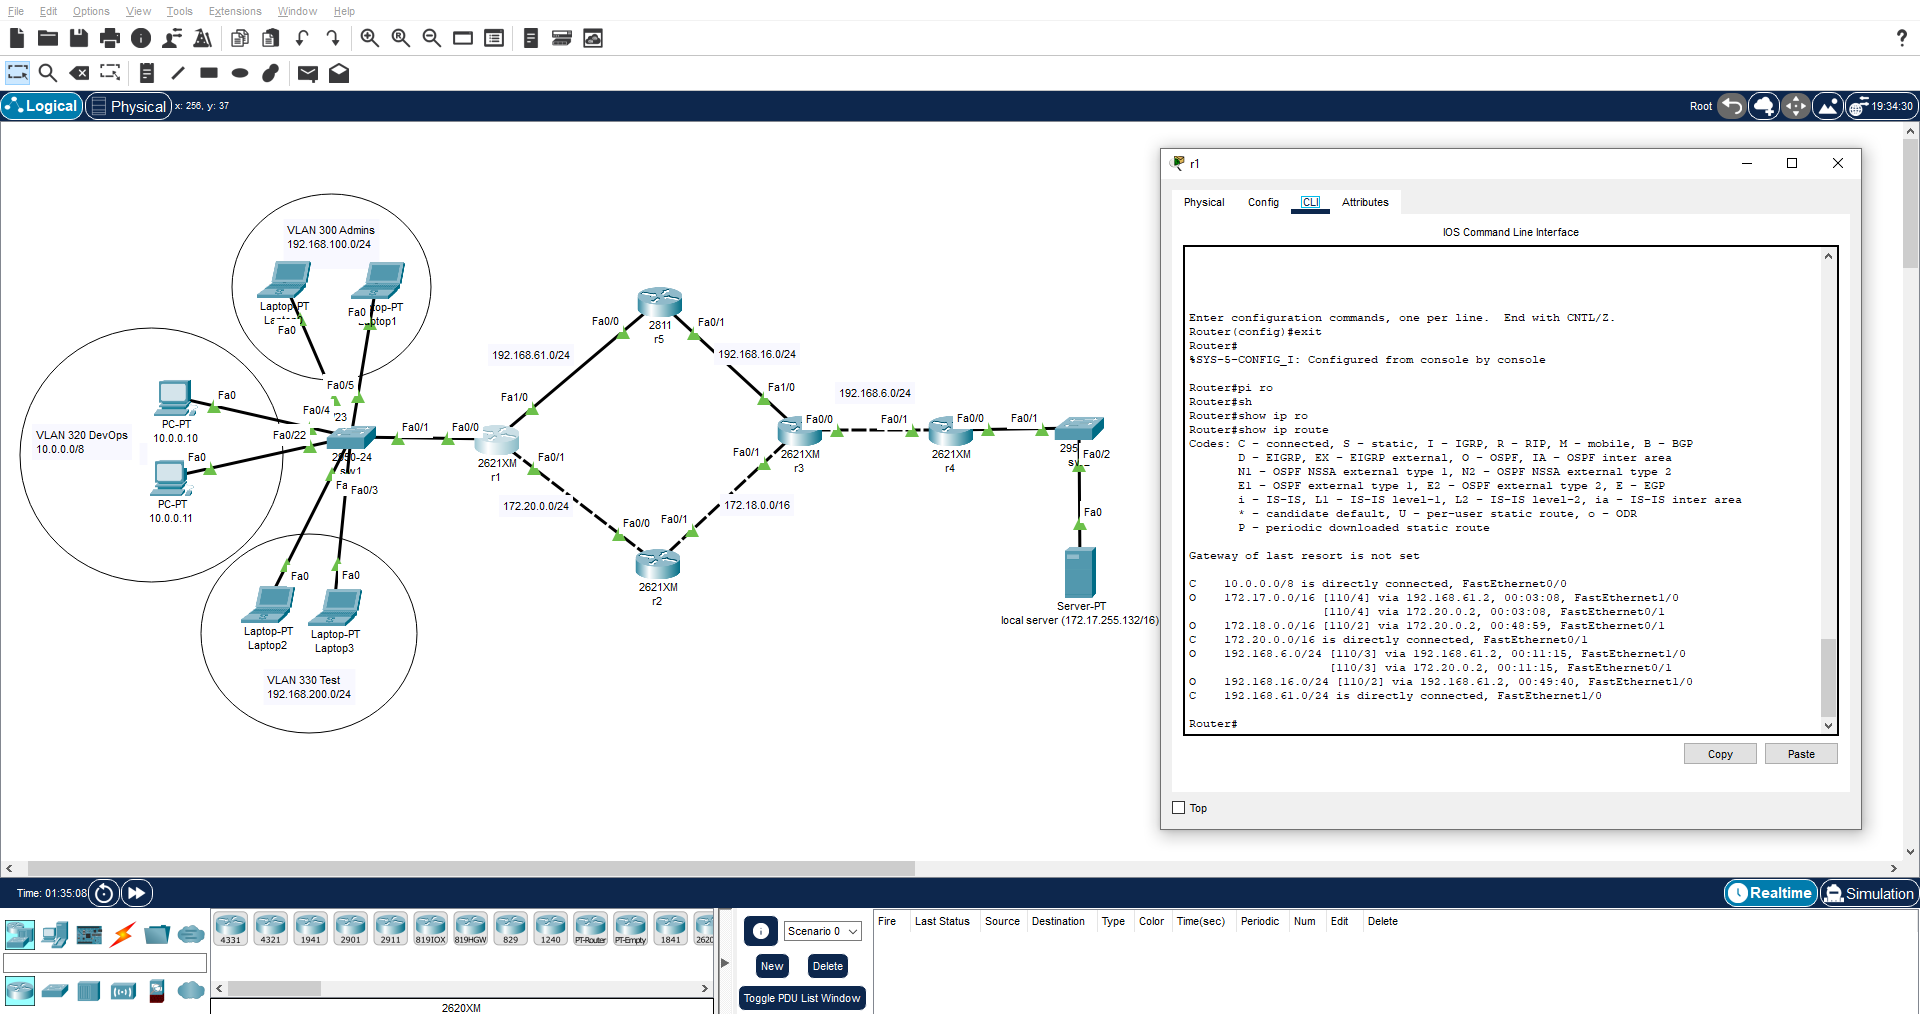 File Edit Options View Tools Extensions Window Help
?
Logical Physical x: 256, y: 37
Root 19:34:30
VLAN 300 Admins
192.168.100.0/24
Laptop-PT
Fa0
Fa0
top-PT
ptop1
VLAN 320 DevOps
10.0.0.0/8
PC-PT
10.0.0.10
Fa0
PC-PT
10.0.0.11
Fa0
Fa0/5
Fa0/4
23
Fa0/22
2950-24
sw1
Fa0/3
Fa0/1
Fa0/0
Fa0
Fa0
Laptop-PT
Laptop2
Laptop-PT
Laptop3
VLAN 330 Test
192.168.200.0/24
2621XM
r1
Fa1/0
Fa0/1
192.168.61.0/24
172.20.0.0/24
Fa0/0
Fa0/1
2811
r5
192.168.16.0/24
Fa0/0
Fa0/1
2621XM
r2
172.18.0.0/16
Fa1/0
Fa0/0
Fa0/1
2621XM
r3
192.168.6.0/24
Fa0/1
Fa0/0
2621XM
r4
Fa0/1
295
Fa0/2
Fa0
Server-PT
local server (172.17.255.132/16)
r1
Physical Config CLI Attributes
IOS Command Line Interface
Enter configuration commands, one per line.  End with CNTL/Z.
Router(config)#exit
Router#
%SYS-5-CONFIG_I: Configured from console by console
Router#pi ro
Router#sh
Router#show ip ro
Router#show ip route
Codes: C - connected, S - static, I - IGRP, R - RIP, M - mobile, B - BGP
D - EIGRP, EX - EIGRP external, O - OSPF, IA - OSPF inter area
N1 - OSPF NSSA external type 1, N2 - OSPF NSSA external type 2
E1 - OSPF external type 1, E2 - OSPF external type 2, E - EGP
i - IS-IS, L1 - IS-IS level-1, L2 - IS-IS level-2, ia - IS-IS inter area
* - candidate default, U - per-user static route, o - ODR
P - periodic downloaded static route
Gateway of last resort is not set
C    10.0.0.0/8 is directly connected, FastEthernet0/0
O    172.17.0.0/16 [110/4] via 192.168.61.2, 00:03:08, FastEthernet1/0
[110/4] via 172.20.0.2, 00:03:08, FastEthernet0/1
O    172.18.0.0/16 [110/2] via 172.20.0.2, 00:48:59, FastEthernet0/1
C    172.20.0.0/16 is directly connected, FastEthernet0/1
O    192.168.6.0/24 [110/3] via 192.168.61.2, 00:11:15, FastEthernet1/0
[110/3] via 172.20.0.2, 00:11:15, FastEthernet0/1
O    192.168.16.0/24 [110/2] via 192.168.61.2, 00:49:40, FastEthernet1/0
C    192.168.61.0/24 is directly connected, FastEthernet1/0
Router#
Copy Paste
Top
Time: 01:35:08
Realtime Simulation
4331 4321 1941 2901 2911 819IOX 819HGW 829 1240 PT-Router PT-Empty 1841 2620
2620XM
Scenario 0
New Delete
Toggle PDU List Window
Fire Last Status Source Destination Type Color Time(sec) Periodic Num Edit Delete